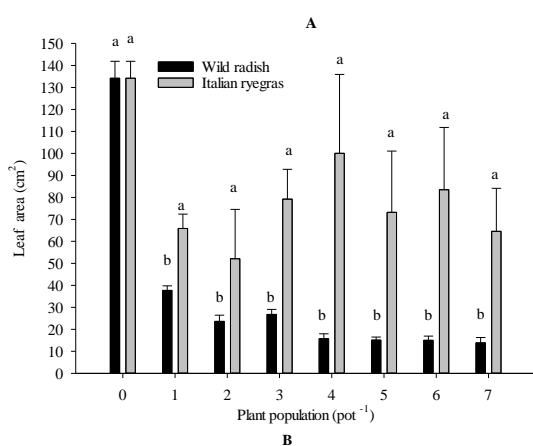 A
a a
150
140
130
120
110
100
90
80
70
60
50
40
30
20
10
0
Leaf area (cm²)
Wild radish
Italian ryegras
b a
b a
b a
b a
b a
b a
b a
0 1 2 3 4 5 6 7
Plant population (pot ⁻¹)
B